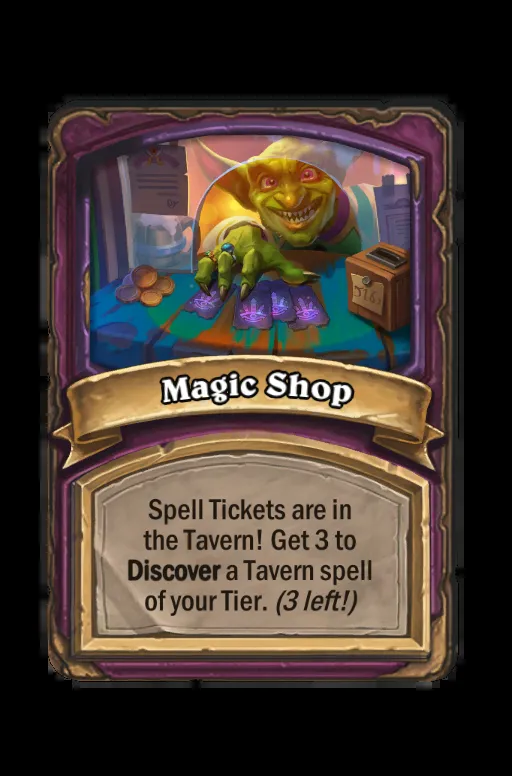 Magic Shop
Spell Tickets are in
the Tavern! Get 3 to
Discover a Tavern spell
of your Tier. (3 left!)